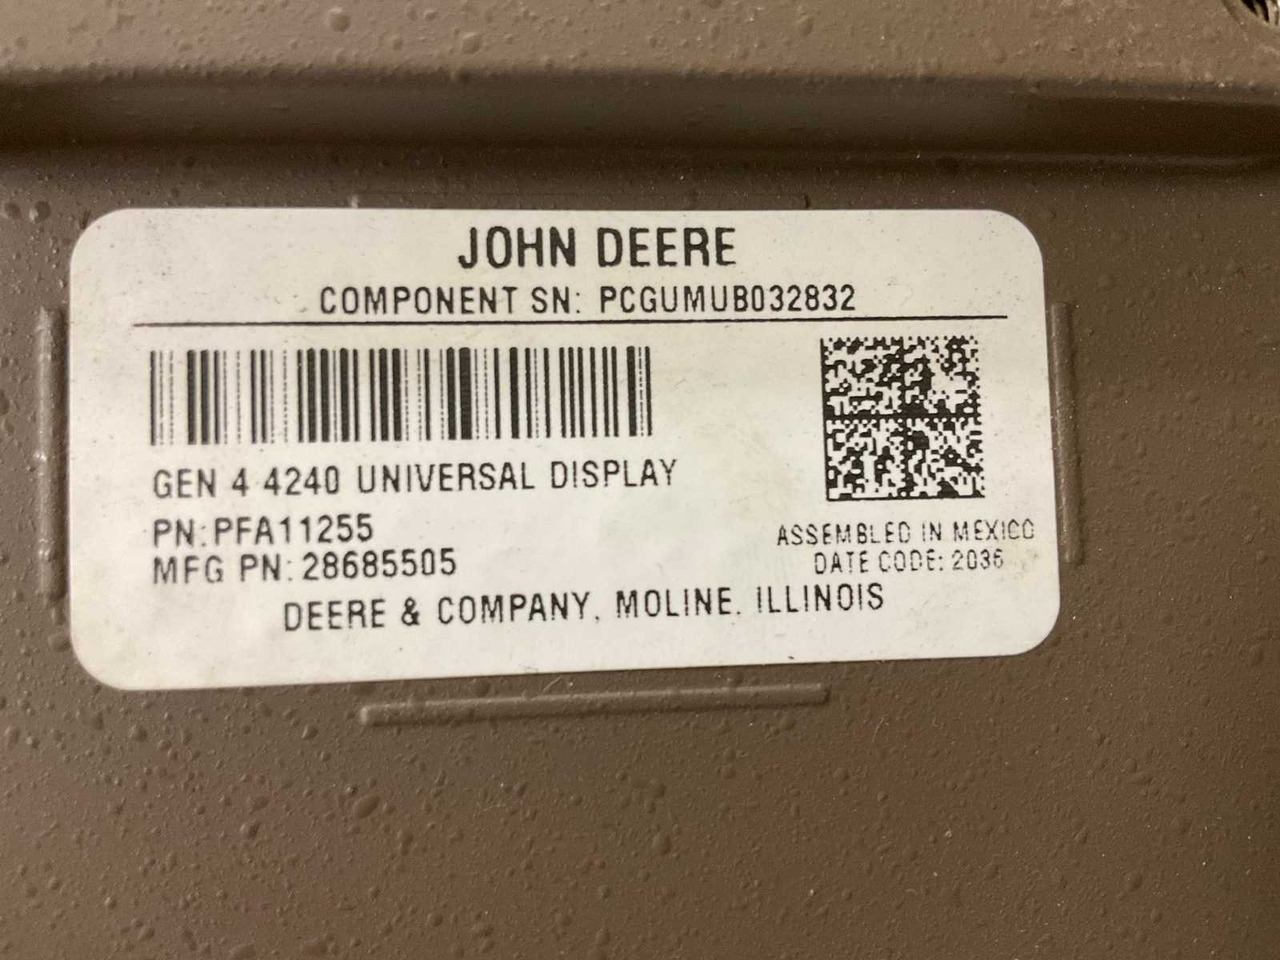 JOHN DEERE
COMPONENT SN: PCGUMUB032832
GEN 4 4240 UNIVERSAL DISPLAY
PN:PFA11255
MFG PN: 28685505
ASSEMBLED IN MEXICO
DATE CODE: 2036
DEERE & COMPANY, MOLINE, ILLINOIS